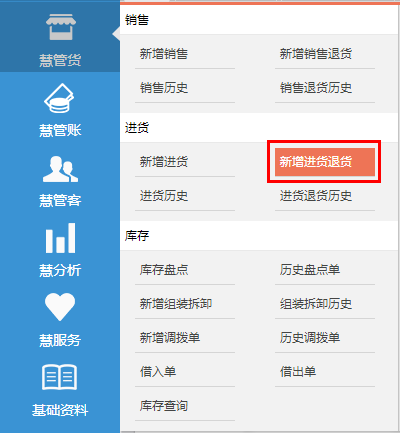 慧管货
慧管账
慧管客
慧分析
慧服务
基础资料
销售
新增销售 新增销售退货
销售历史 销售退货历史
进货
新增进货 新增进货退货
进货历史 进货退货历史
库存
库存盘点 历史盘点单
新增组装拆卸 组装拆卸历史
新增调拨单 历史调拨单
借入单 借出单
库存查询